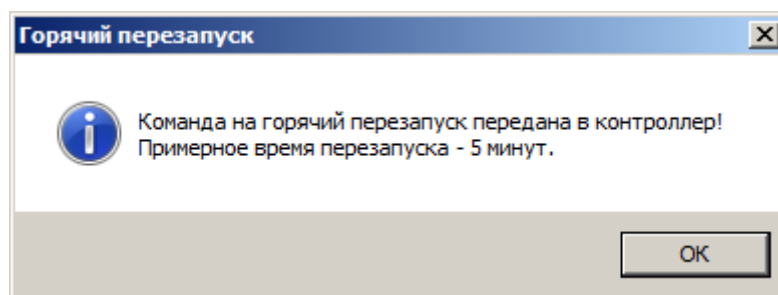 Горячий перезапуск
Команда на горячий перезапуск передана в контроллер!
Примерное время перезапуска - 5 минут.
OK